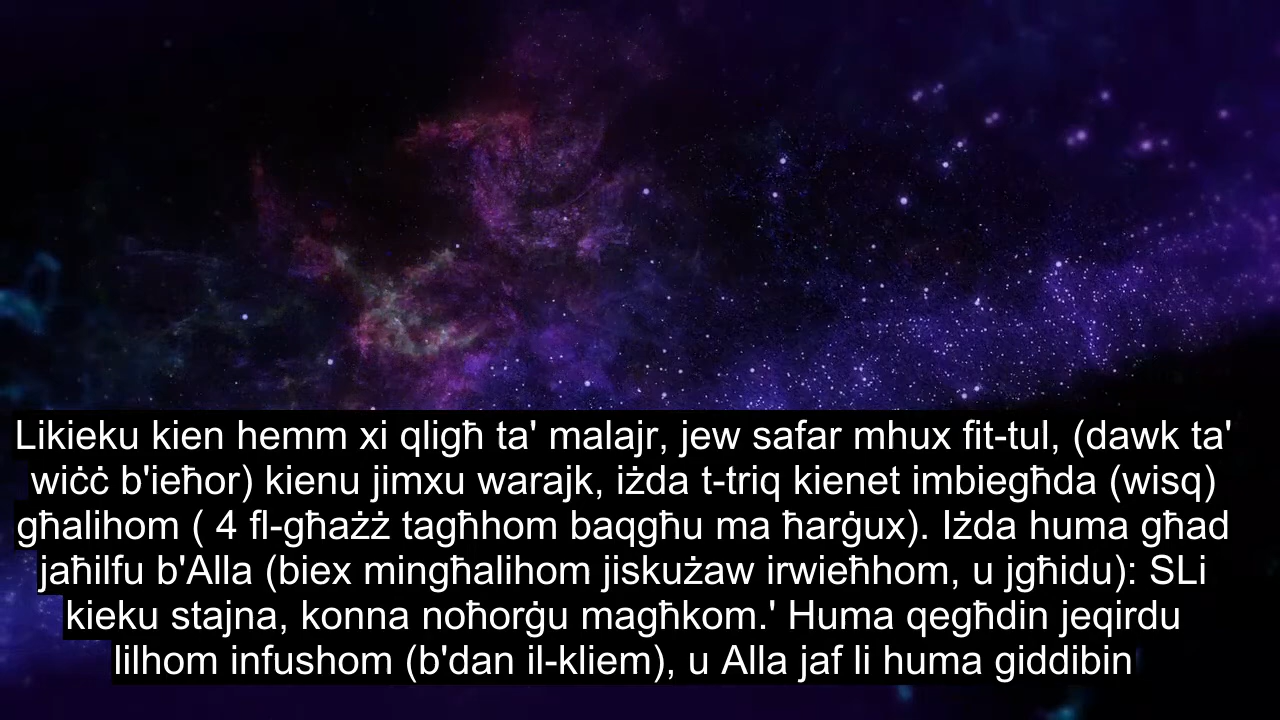 Likieku kien hemm xi qligħ ta' malajr, jew safar mhux fit-tul, (dawk ta'
wiċċ b'ieħor) kienu jimxu warajk, iżda t-triq kienet imbiegħda (wisq)
għalihom ( 4 fl-għażż tagħhom baqgħu ma ħarġux). Iżda huma għad
jaħilfu b'Alla (biex mingħalihom jiskużaw irwieħhom, u jgħidu): SLi
kieku stajna, konna noħorġu magħkom.' Huma qegħdin jeqirdu
lilhom infushom (b'dan il-kliem), u Alla jaf li huma giddibin